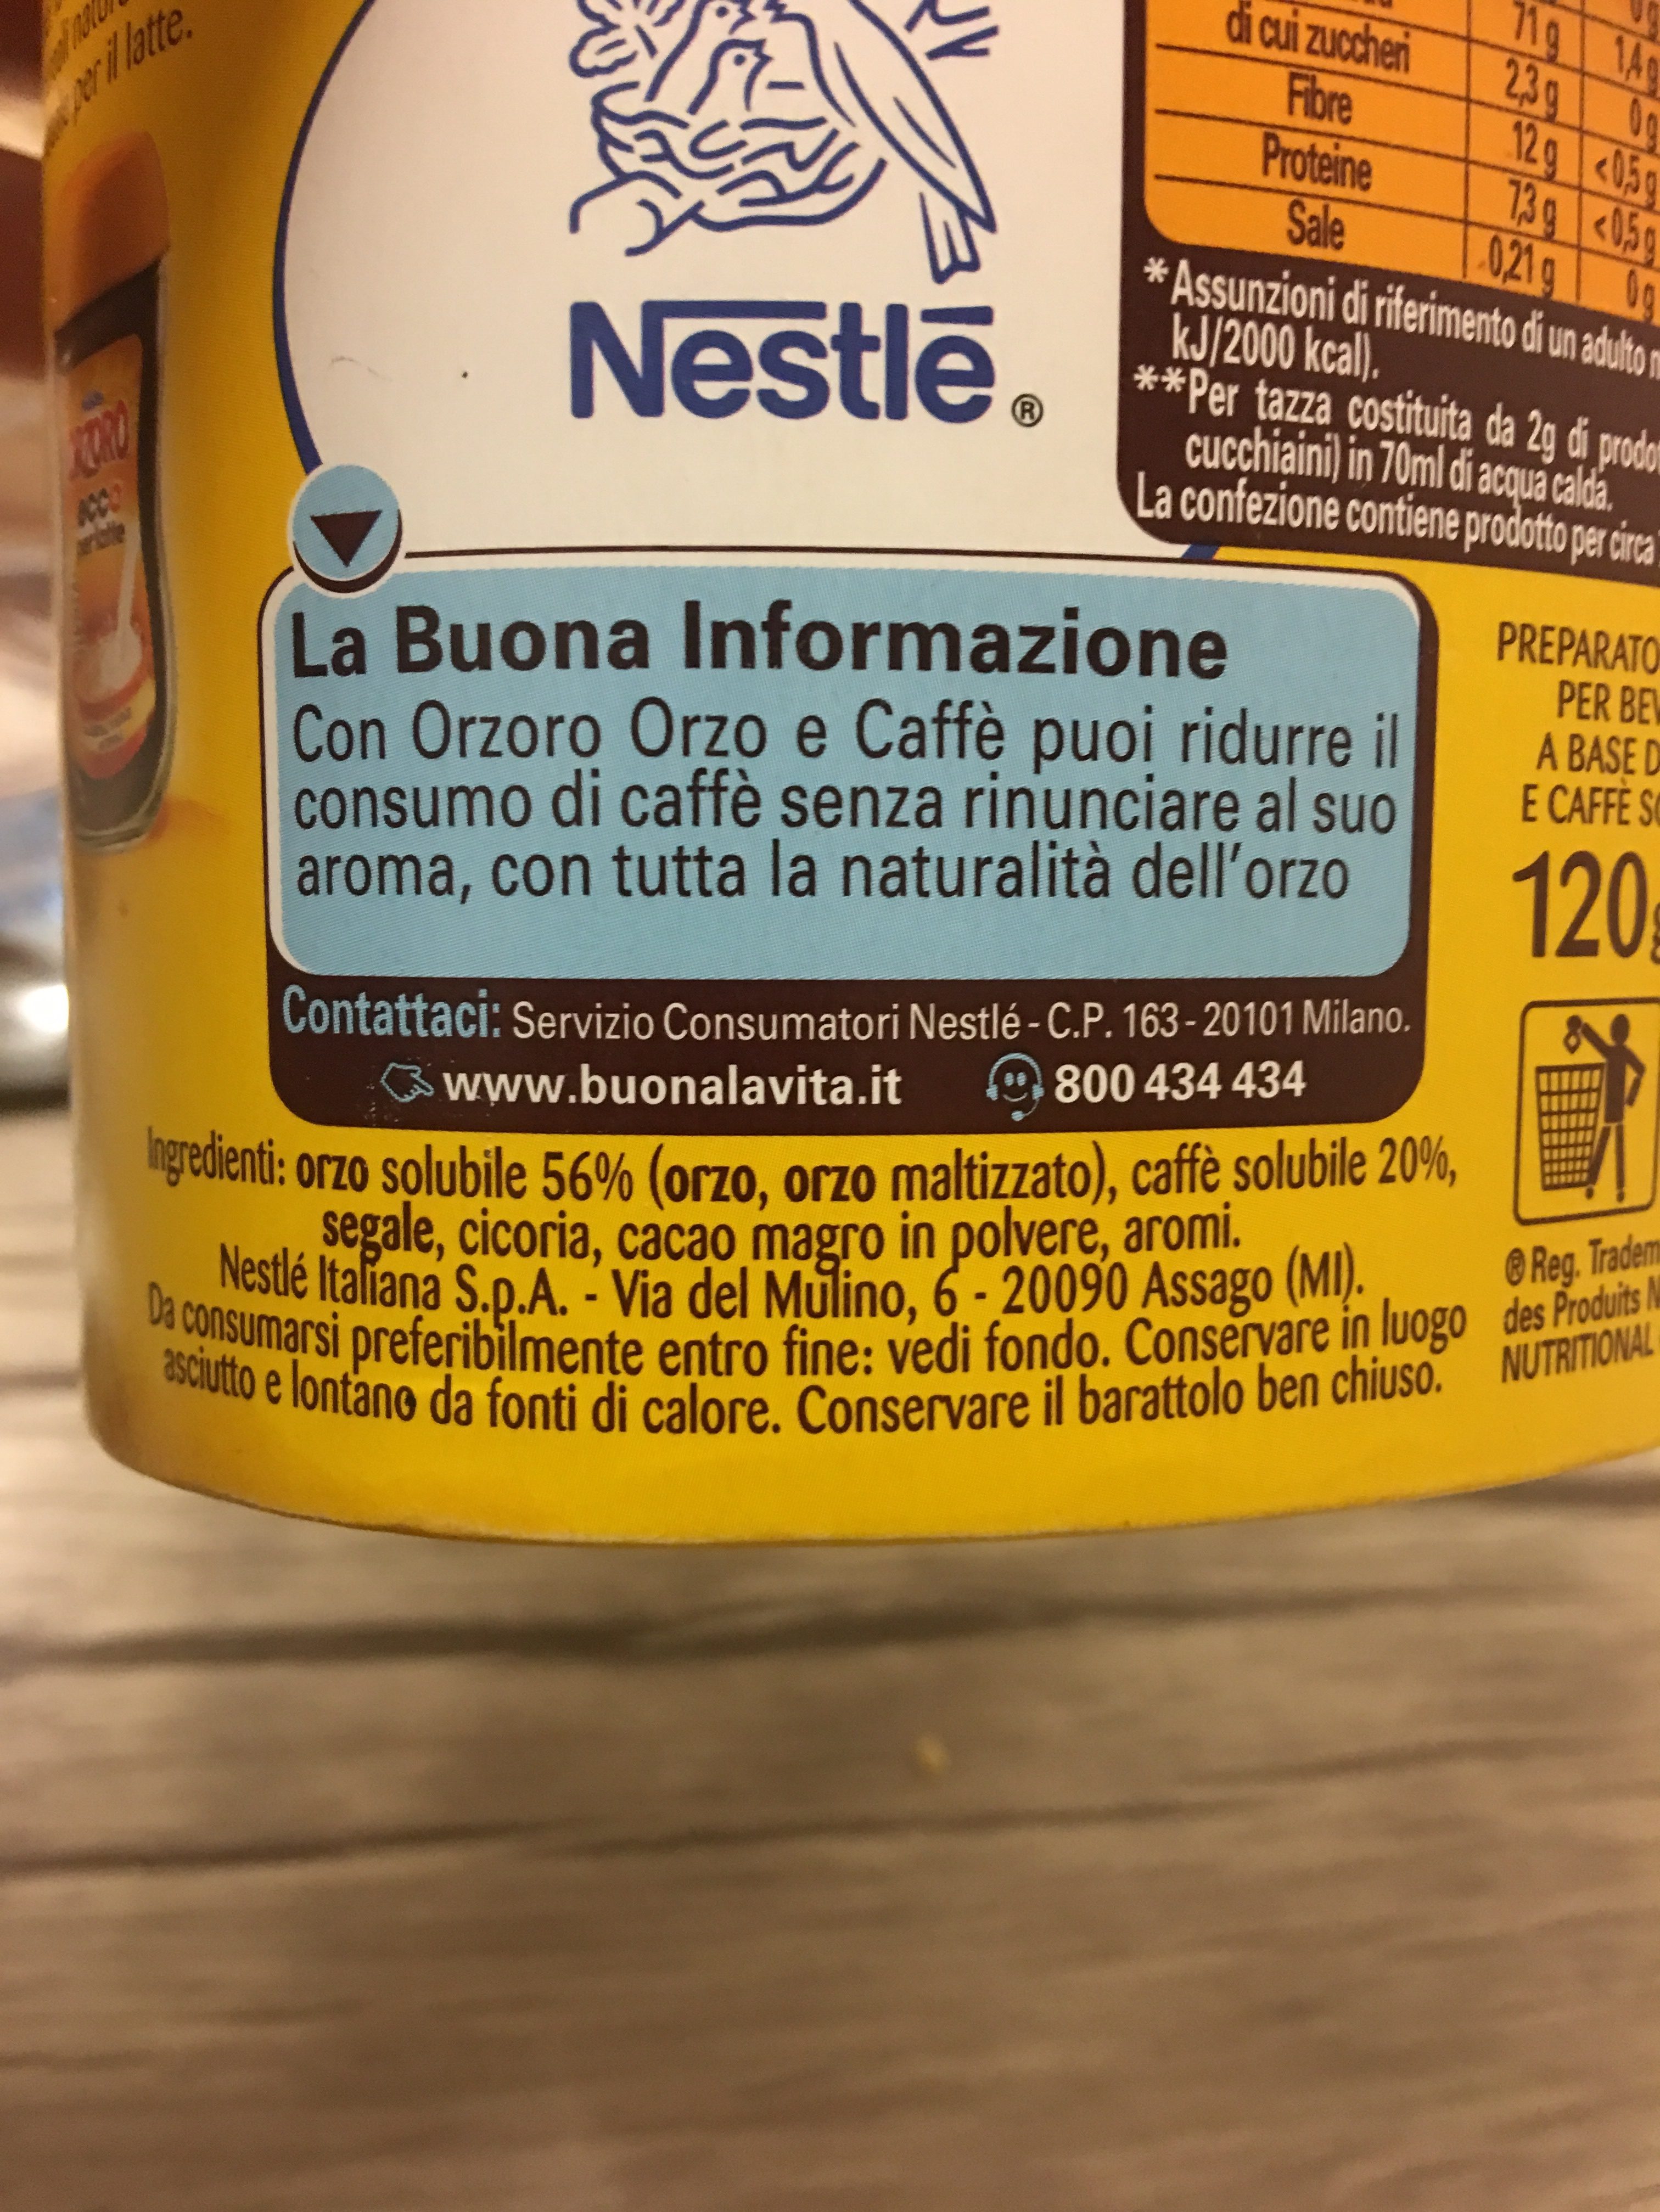 per il latte.
ORZORO
Nestlē®
di cui zuccheri 2,3 g 0 g
Fibre 12 g <0,5 g
Proteine 7,3 g <0,5 g
Sale 0,21 g 0 g
71 g 1,4 g
*Assunzioni di riferimento di un adulto
kJ/2000 kcal).
**Per tazza costituita da 2g di
cucchiaini) in 70ml di acqua calda.
La confezione contiene prodotto per circa
La Buona Informazione
Con Orzoro Orzo e Caffè puoi ridurre il
consumo di caffè senza rinunciare al suo
aroma, con tutta la naturalità dell'orzo
Contattaci: Servizio Consumatori Nestlé - C.P. 163 - 20101 Milano.
www.buonalavita.it 800 434 434
Ingredienti: orzo solubile 56% (orzo, orzo maltizzato), caffè solubile 20%,
segale, cicoria, cacao magro in polvere, aromi.
Nestlé Italiana S.p.A. - Via del Mulino, 6 - 20090 Assago (MI).
Da consumarsi preferibilmente entro fine: vedi fondo. Conservare in luogo
asciutto e lontano da fonti di calore. Conservare il barattolo ben chiuso.
PREPARATO
PER
A BASE
E CAFFÈ
120
® Reg.
des Produits
NUTRITIONAL